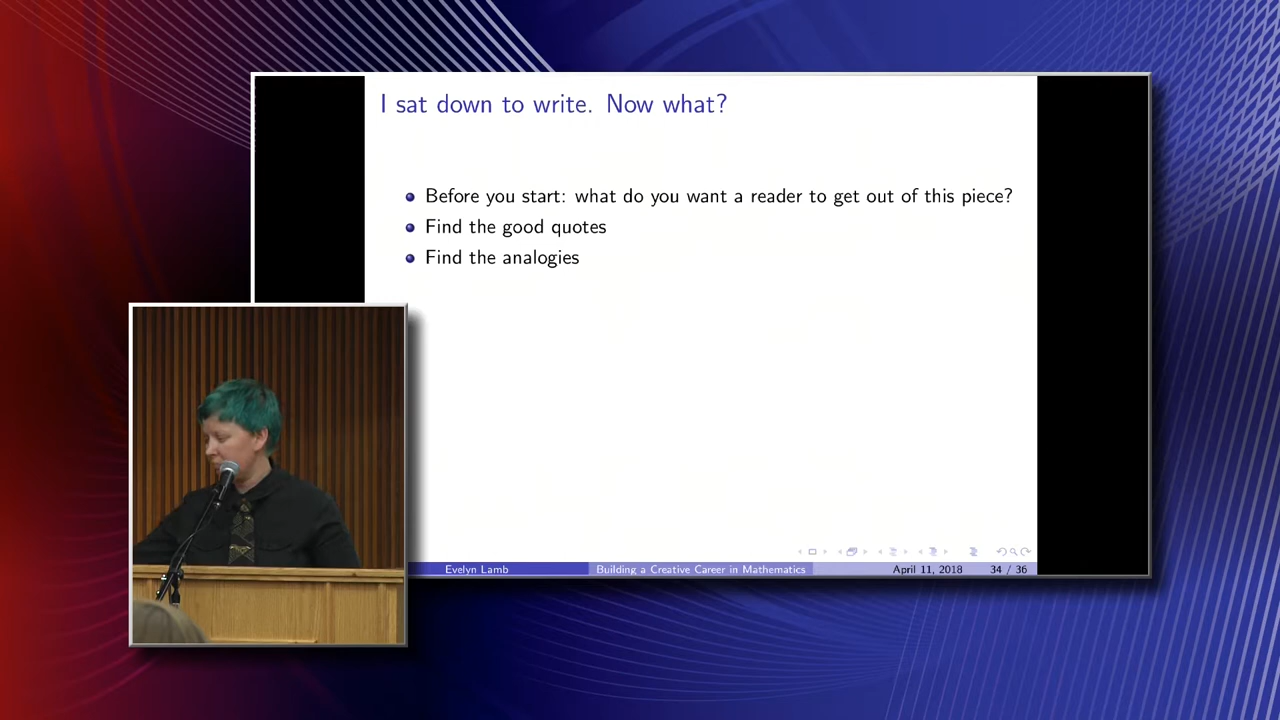 I sat down to write. Now what?
Before you start: what do you want a reader to get out of this piece?
Find the good quotes
Find the analogies
Evelyn Lamb
Building a Creative Career in Mathematics
April 11, 2018
34 / 36